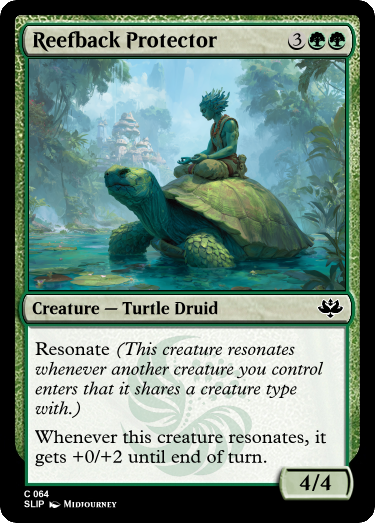 Reefback Protector 3
Creature — Turtle Druid
Resonate (This creature resonates
whenever another creature you control
enters that it shares a creature type
with.)
Whenever this creature resonates, it
gets +0/+2 until end of turn.
4/4
C 064
SLIP Midjourney